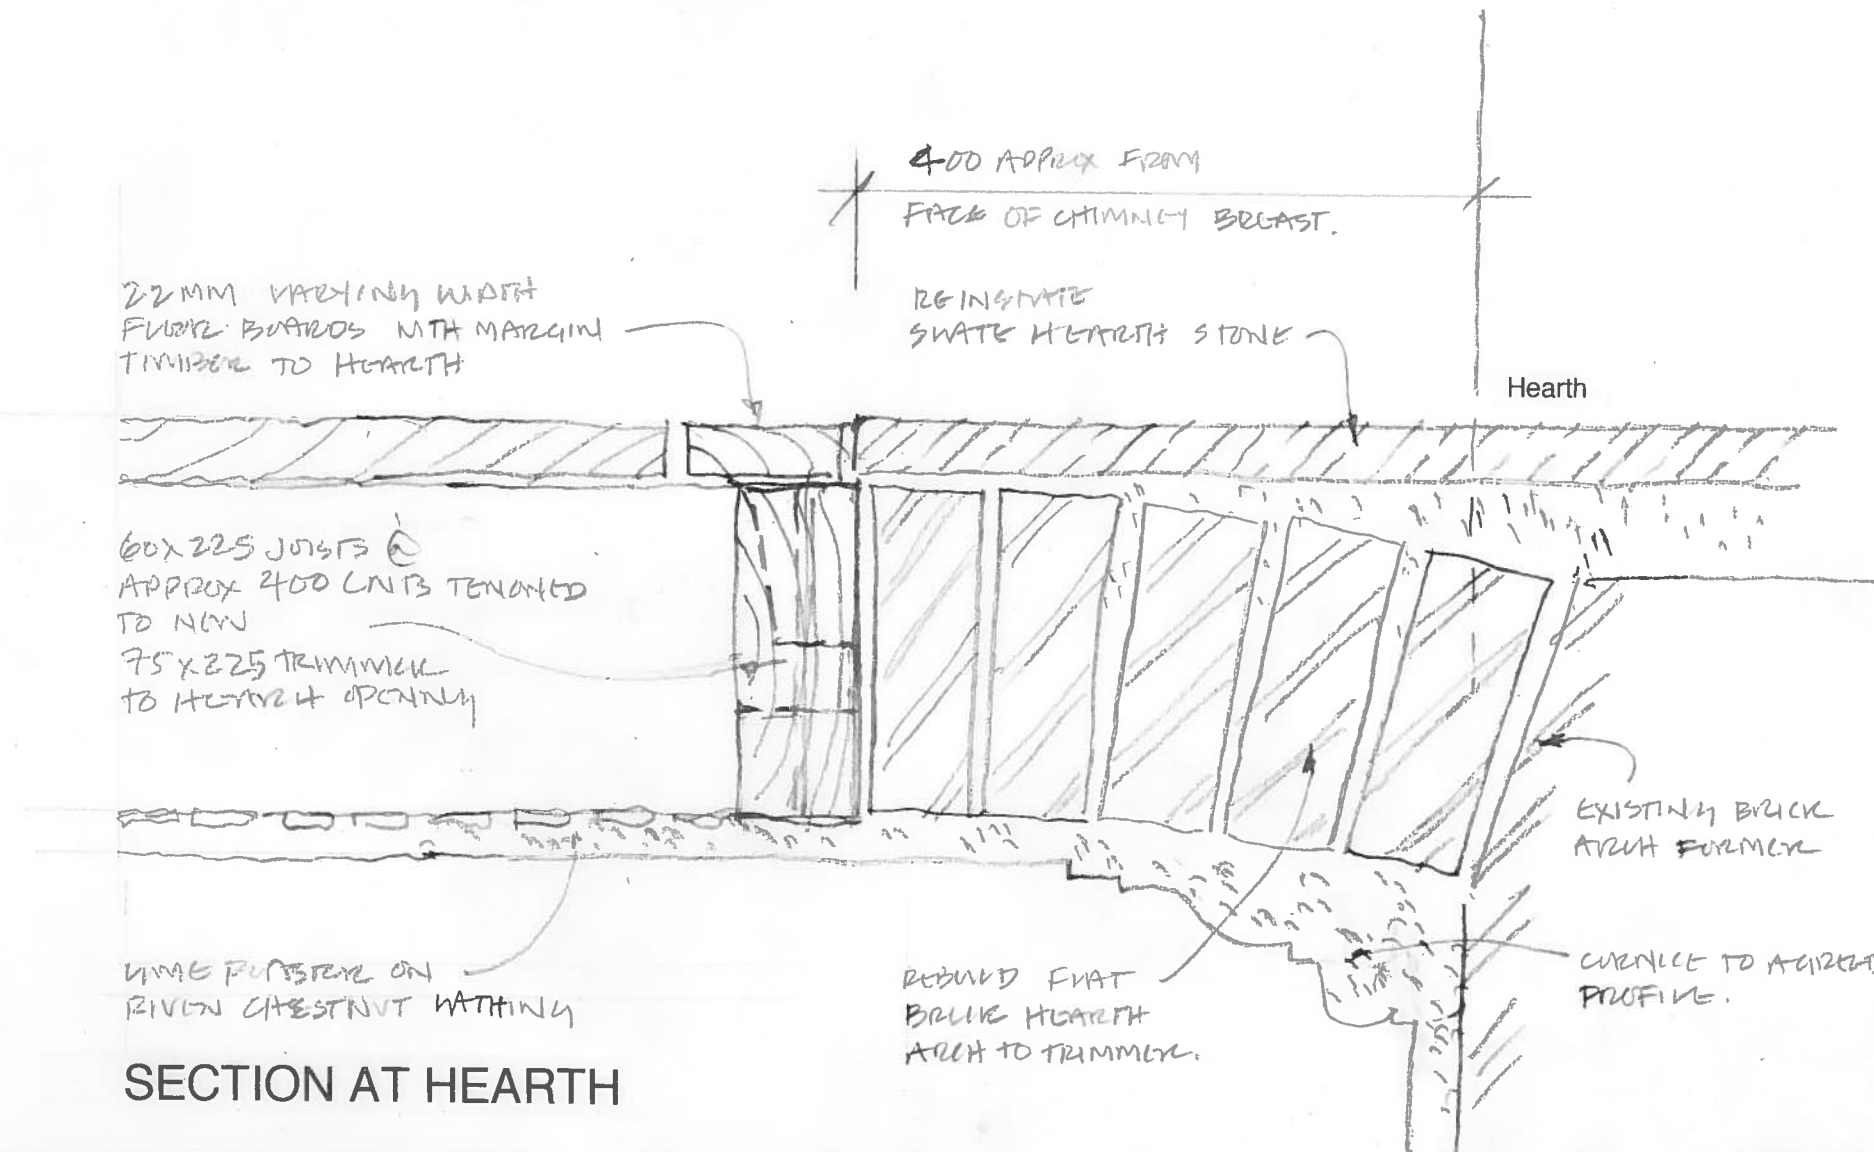 400 APPROX FROM
FACE OF CHIMNEY BREAST.
22MM VARYING WIDTH
FLOOR BOARDS WITH MARGIN
TIMBER TO HEARTH
REINSTATE
SLATE HEARTH STONE
Hearth
60X225 JOISTS @
APPROX 400 CNTRS TENONED
TO NEW
75X225 TRIMMER
TO HEARTH OPENING
EXISTING BRICK
ARCH FORMER
LIME PLASTER ON
RIVEN CHESTNUT LATHING
REBUILD FLAT
BRICK HEARTH
ARCH TO TRIMMER.
CORNICE TO AGREED
PROFILE.
SECTION AT HEARTH